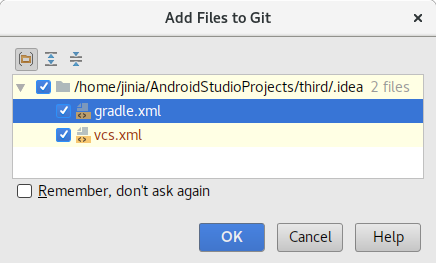 Add Files to Git
/home/jinia/AndroidStudioProjects/third/.idea 2 files
gradle.xml
vcs.xml
Remember, don't ask again
OK Cancel Help